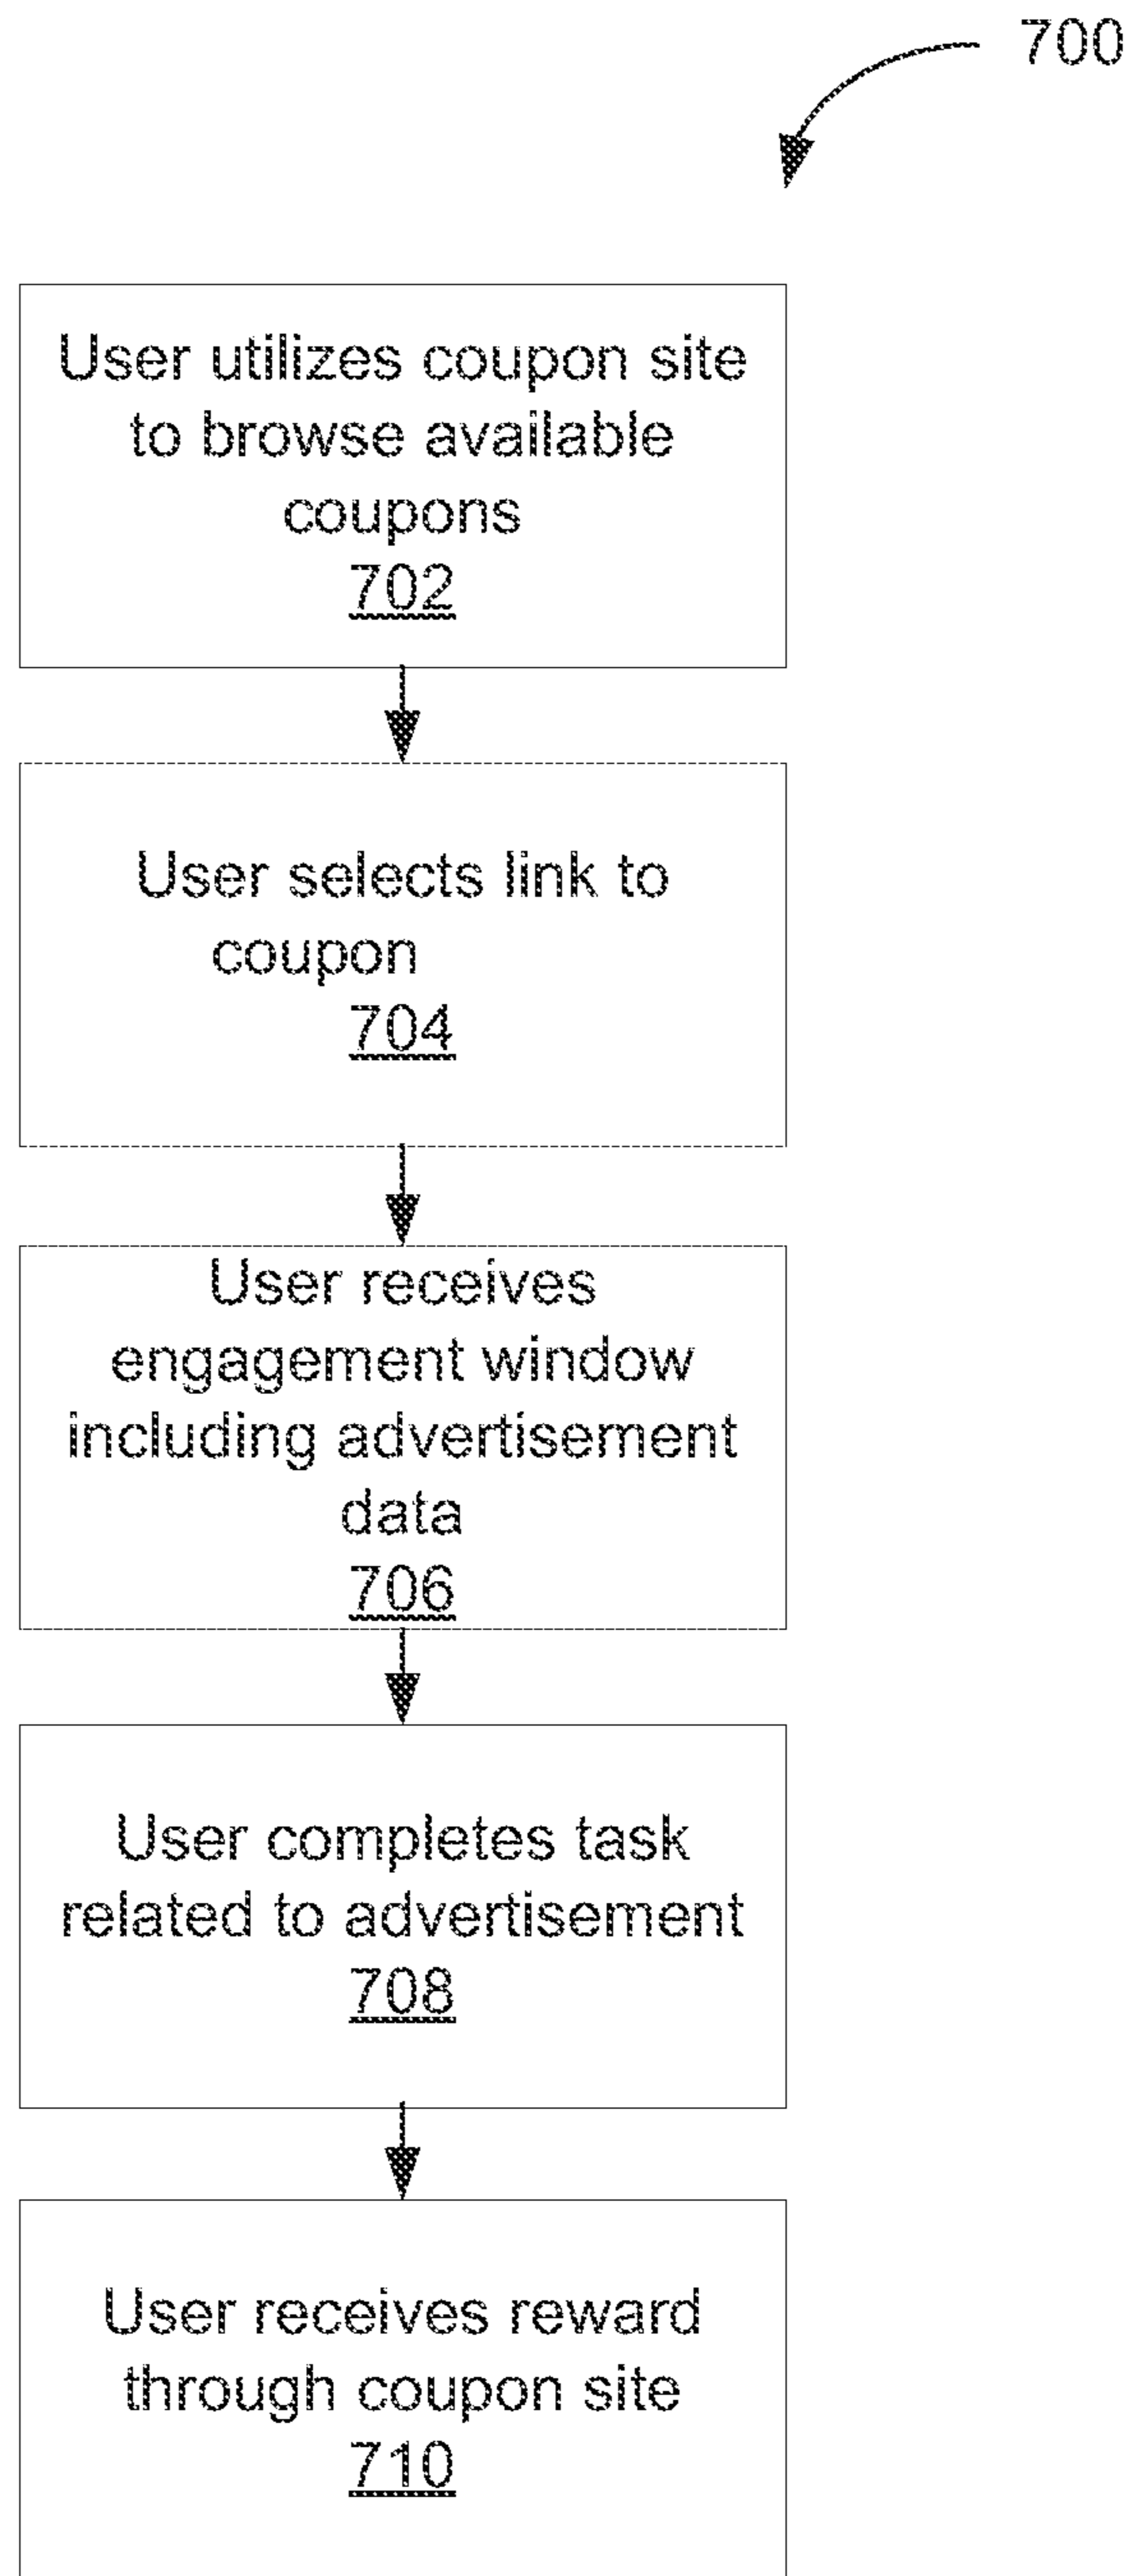 700
User utilizes coupon site
to browse available
coupons
702
User selects link to
coupon
704
User receives
engagement window
including advertisement
data
706
User completes task
related to advertisement
708
User receives reward
through coupon site
710